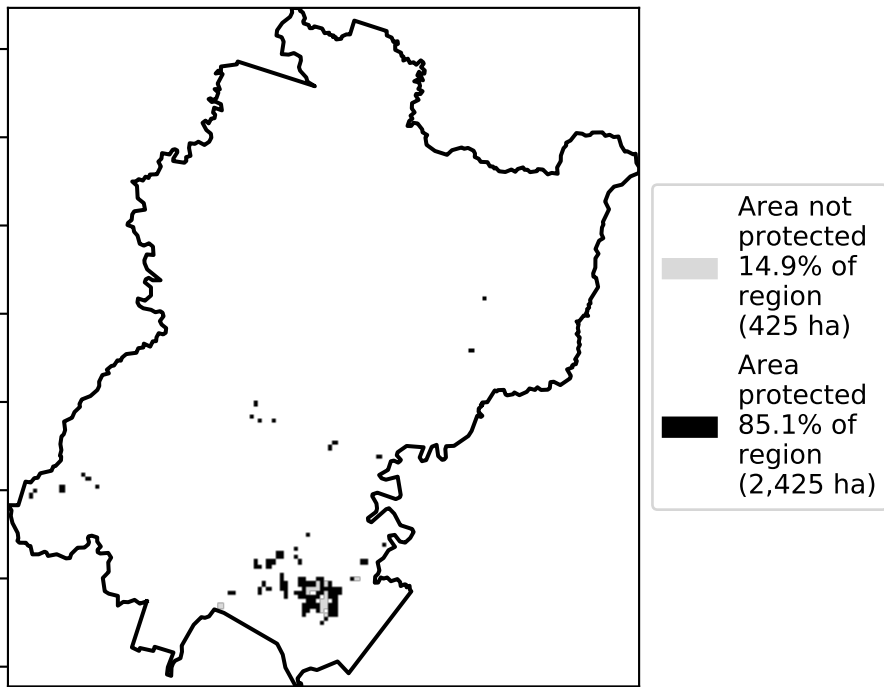 Area not
protected
14.9% of
region
(425 ha)
Area
protected
85.1% of
region
(2,425 ha)